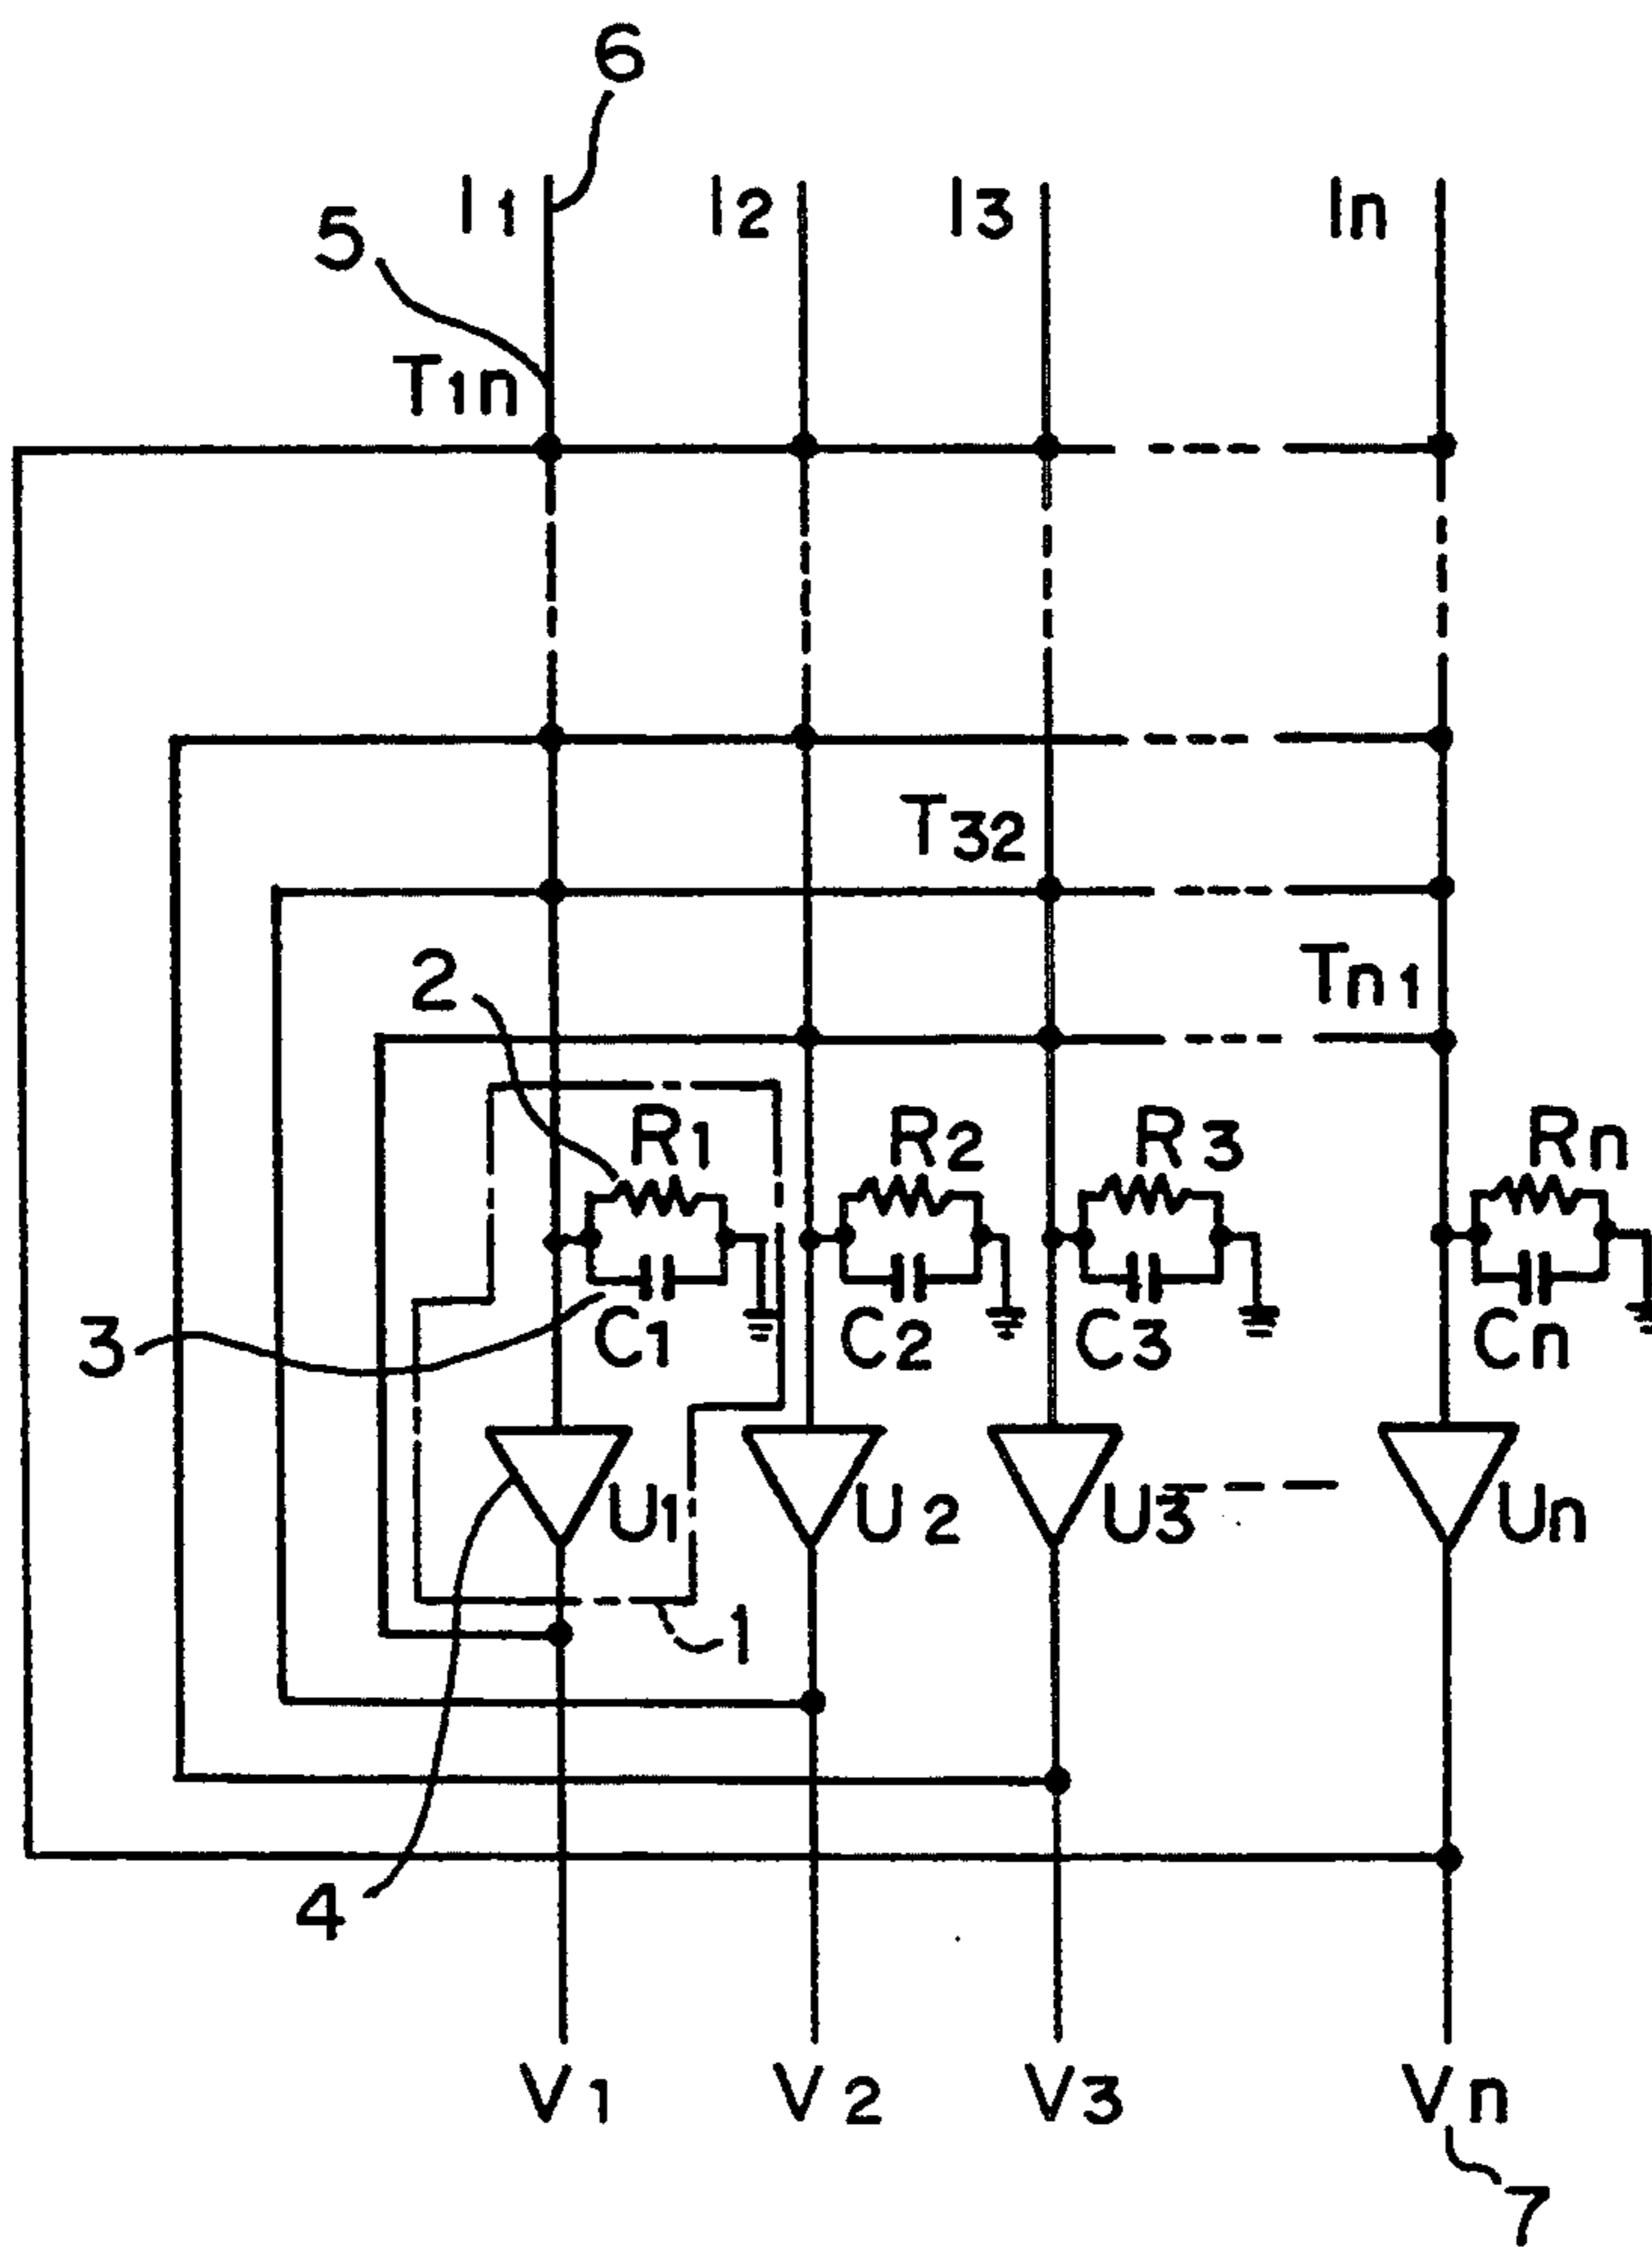 6
I1 I2 I3 In
5
T1n
T32
2 Tn1
R1 R2 R3 Rn
3 C1 C2 C3 Cn
U1 U2 U3 Un
1
4
V1 V2 V3 Vn
7